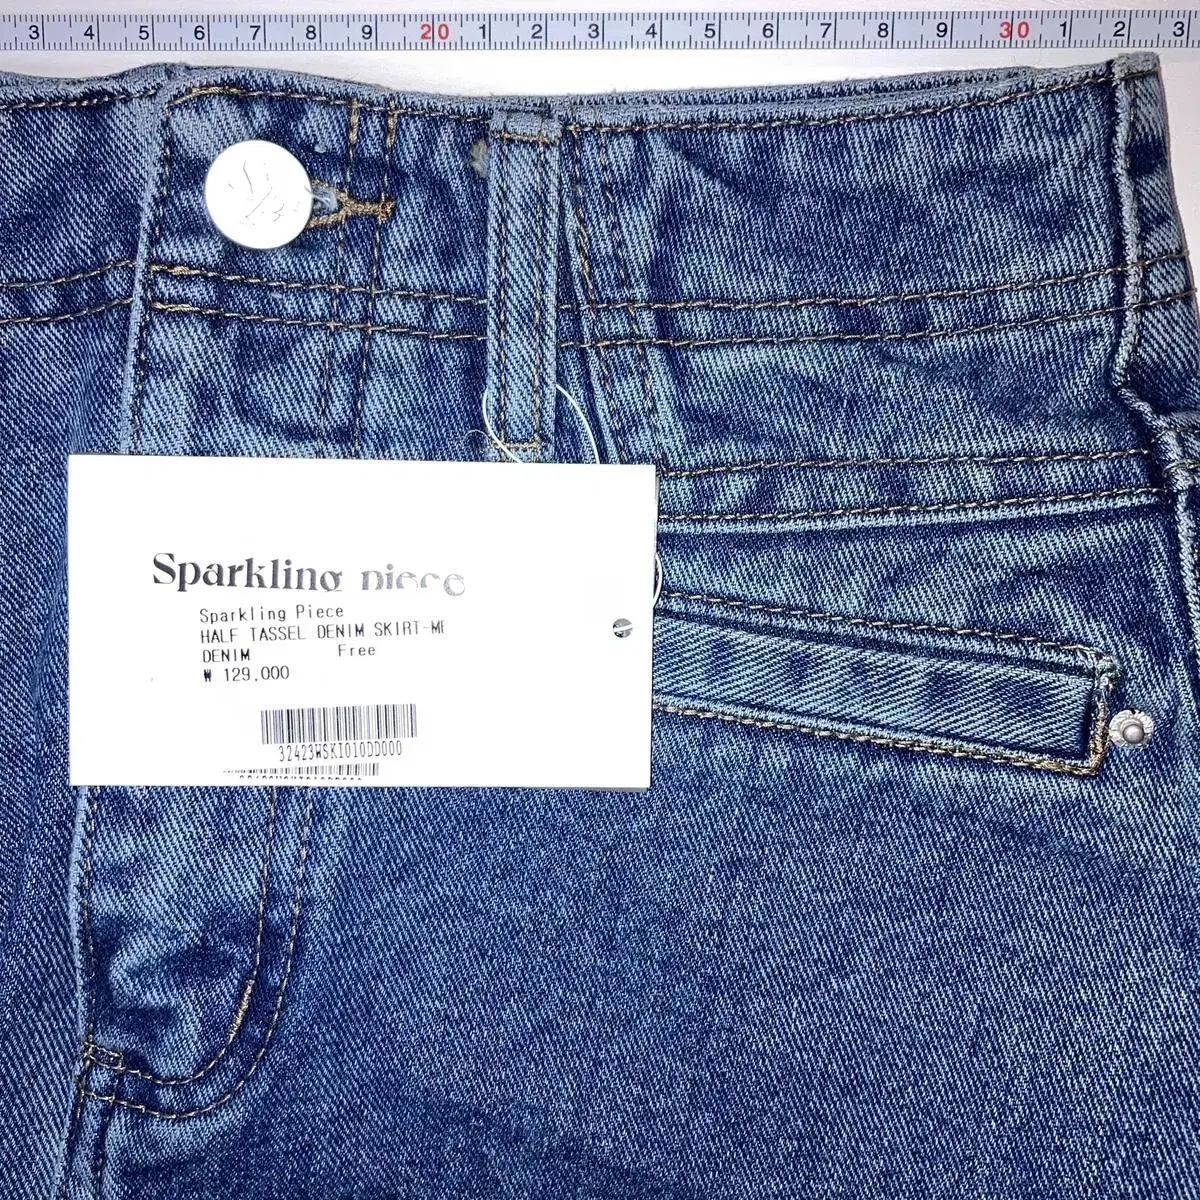 3 4 5 6 7 8 9 20 1 2 3 4 5 6 7 8 9 30 1 2 3
Sparkling piece
Sparkling Piece
HALF TASSEL DENIM SKIRT-ME
DENIM Free
₩ 129,000
32423WSKI010DD000